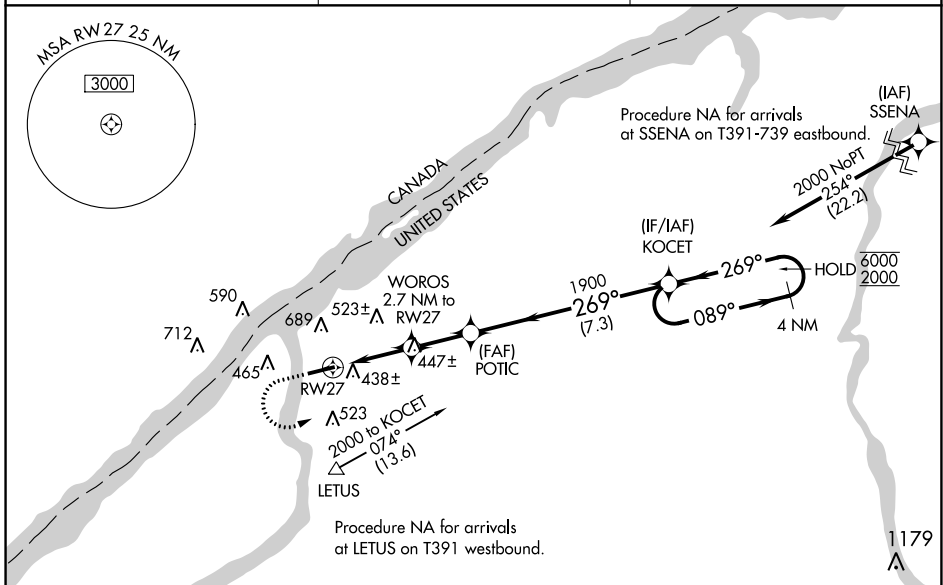 MSA RW27 25 NM
3000
(IAF)
SSENA
Procedure NA for arrivals
at SSENA on T391-739 eastbound.
2000 NoPT
254°
(22.2)
CANADA
UNITED STATES
(IF/IAF)
KOCET
269°
HOLD 6000
2000
089°
4 NM
1900
269°
(7.3)
WOROS
2.7 NM to
RW27
590
689
523±
712
465
438±
447±
(FAF)
POTIC
RW27
523
2000 to KOCET
074°
(13.6)
LETUS
Procedure NA for arrivals
at LETUS on T391 westbound.
1179